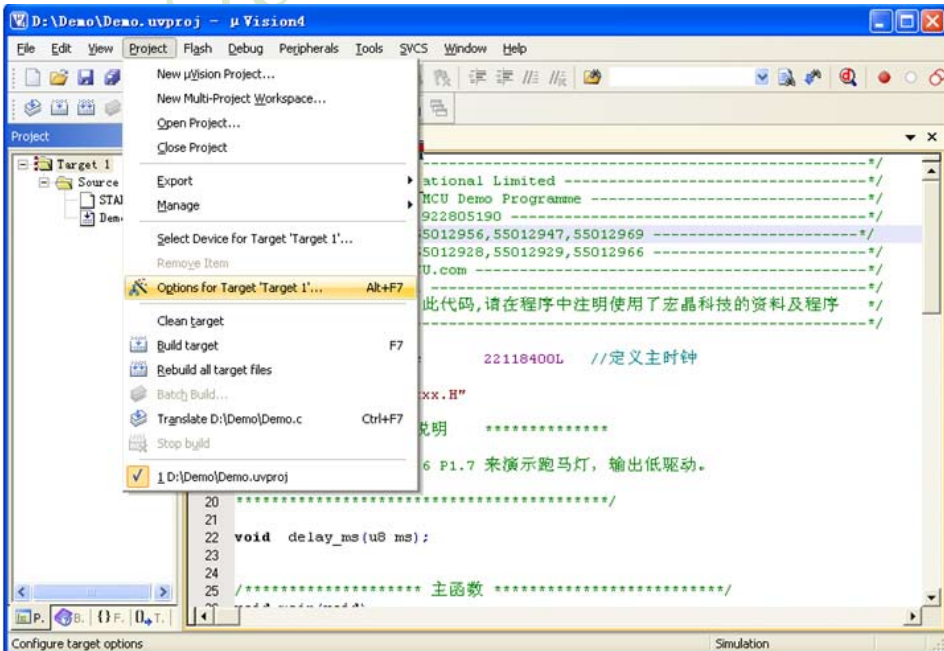 D:\Demo\Demo.uvproj - µVision4
File Edit View Project Flash Debug Peripherals Tools SVCS Window Help
New µVision Project...
New Multi-Project Workspace...
Open Project...
Close Project
Export
Manage
Select Device for Target 'Target 1'...
Remove Item
Options for Target 'Target 1'... Alt+F7
Clean target
Build target F7
Rebuild all target files
Batch Build...
Translate D:\Demo\Demo.c Ctrl+F7
Stop build
1 D:\Demo\Demo.uvproj
Project
Target 1
Source
STA
Dem
ational Limited ----------------------------------*/
MCU Demo Programme -------------------------------*/
922805190 ----------------------------------------*/
55012956,55012947,55012969 ------------------------*/
5012928,55012929,55012966 ------------------------*/
U.com --------------------------------------------*/
--------------------------------------------------*/
此代码,请在程序中注明使用了宏晶科技的资料及程序 */
--------------------------------------------------*/
22118400L //定义主时钟
xx.H"
说明 **************
6 P1.7 来演示跑马灯，输出低驱动。
20 ******************************************/
21
22 void delay_ms(u8 ms);
23
24
25 /******************** 主函数 **************************/
P. B. {} F. 0 T.
Configure target options Simulation